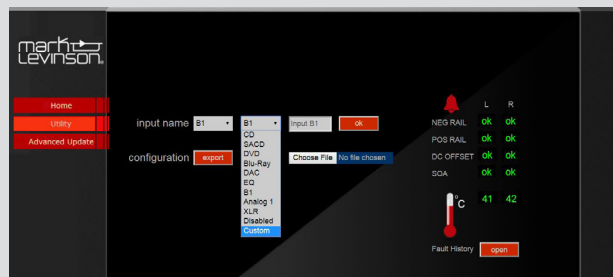 mark
Levinson.
Home
Utility
Advanced Update
input name B1 B1 Input B1 ok
CD
SACD
DVD
Blu-Ray
DAC
EQ
B1
Analog 1
XLR
Disabled
Custom
configuration export Choose File No file chosen
L R
NEG RAIL ok ok
POS RAIL ok ok
DC OFFSET ok ok
SOA ok ok
°C 41 42
Fault History open